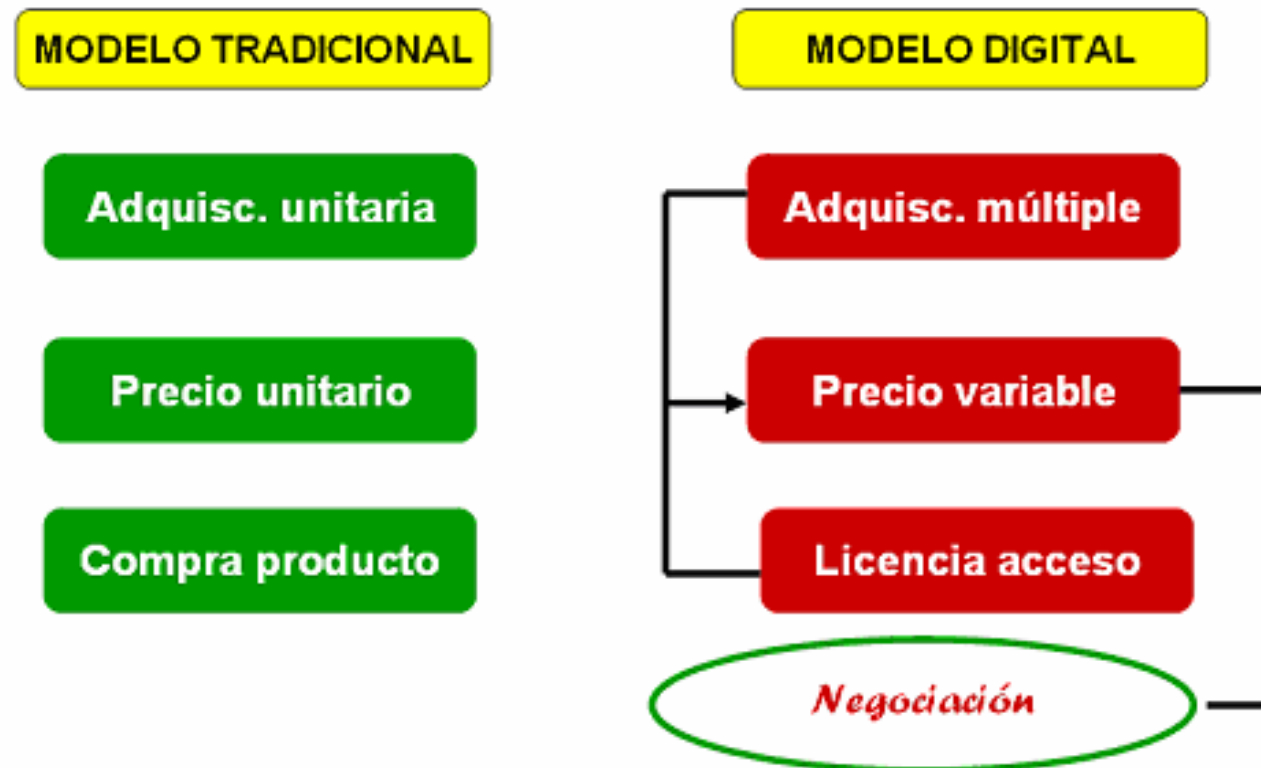 MODELO TRADICIONAL
MODELO DIGITAL
Adquisc. unitaria
Adquisc. múltiple
Precio unitario
Precio variable
Compra producto
Licencia acceso
Negociación